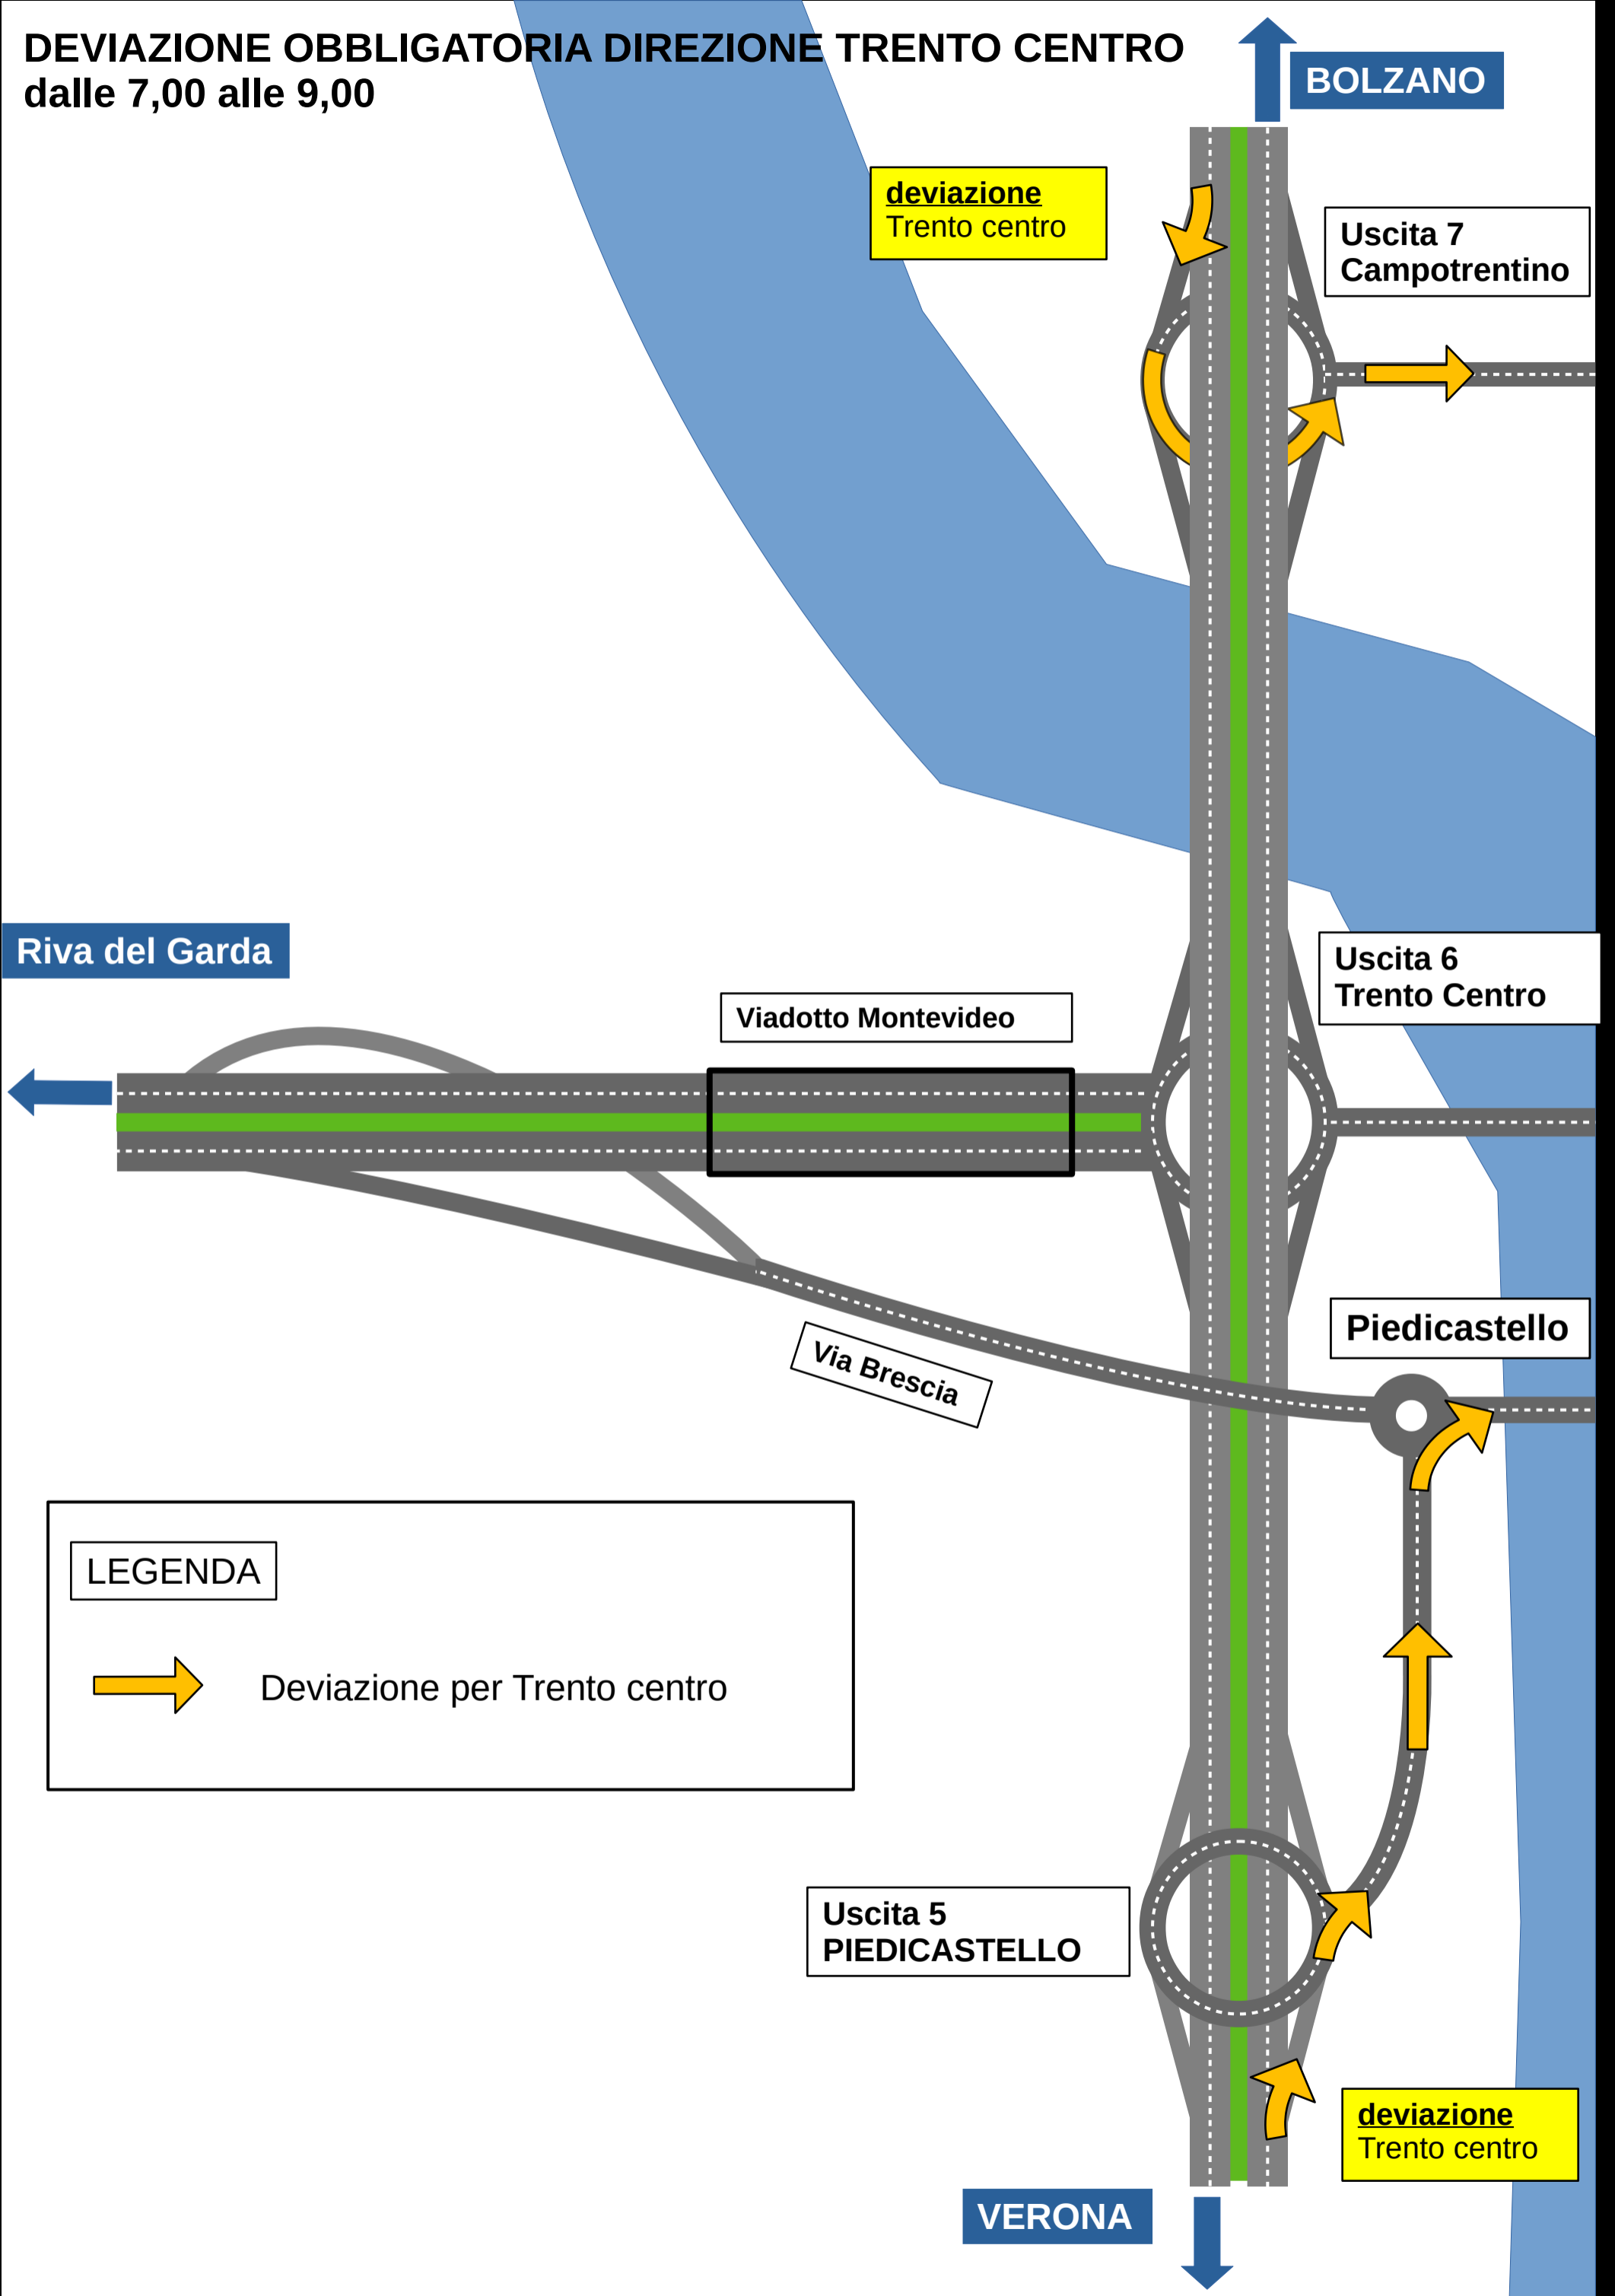 DEVIAZIONE OBBLIGATORIA DIREZIONE TRENTO CENTRO
dalle 7,00 alle 9,00
BOLZANO
deviazione
Trento centro
Uscita 7
Campotrentino
Riva del Garda
Uscita 6
Trento Centro
Viadotto Montevideo
Piedicastello
Via Brescia
LEGENDA
Deviazione per Trento centro
Uscita 5
PIEDICASTELLO
deviazione
Trento centro
VERONA